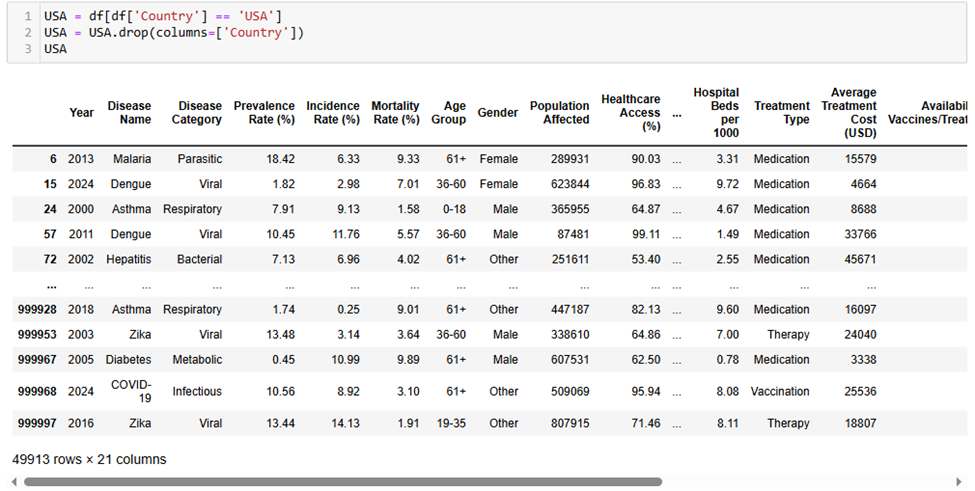 1 USA = df[df['Country'] == 'USA']
2 USA = USA.drop(columns=['Country'])
3 USA
Year Disease Name Disease Category Prevalence Rate (%) Incidence Rate (%) Mortality Rate (%) Age Group Gender Population Affected Healthcare Access (%) ... Hospital Beds per 1000 Treatment Type Average Treatment Cost (USD) Availabil Vaccines/Treat
6 2013 Malaria Parasitic 18.42 6.33 9.33 61+ Female 289931 90.03 ... 3.31 Medication 15579
15 2024 Dengue Viral 1.82 2.98 7.01 36-60 Female 623844 96.83 ... 9.72 Medication 4664
24 2000 Asthma Respiratory 7.91 9.13 1.58 0-18 Male 365955 64.87 ... 4.67 Medication 8688
57 2011 Dengue Viral 10.45 11.76 5.57 36-60 Male 87481 99.11 ... 1.49 Medication 33766
72 2002 Hepatitis Bacterial 7.13 6.96 4.02 61+ Other 251611 53.40 ... 2.55 Medication 45671
... ... ... ... ... ... ... ... ... ... ... ... ... ... ...
999928 2018 Asthma Respiratory 1.74 0.25 9.01 61+ Other 447187 82.13 ... 9.60 Medication 16097
999953 2003 Zika Viral 13.48 3.14 3.64 36-60 Male 338610 64.86 ... 7.00 Therapy 24040
999967 2005 Diabetes Metabolic 0.45 10.99 9.89 61+ Male 607531 62.50 ... 0.78 Medication 3338
999968 2024 COVID-19 Infectious 10.56 8.92 3.10 61+ Other 509069 95.94 ... 8.08 Vaccination 25536
999997 2016 Zika Viral 13.44 14.13 1.91 19-35 Other 807915 71.46 ... 8.11 Therapy 18807
49913 rows × 21 columns